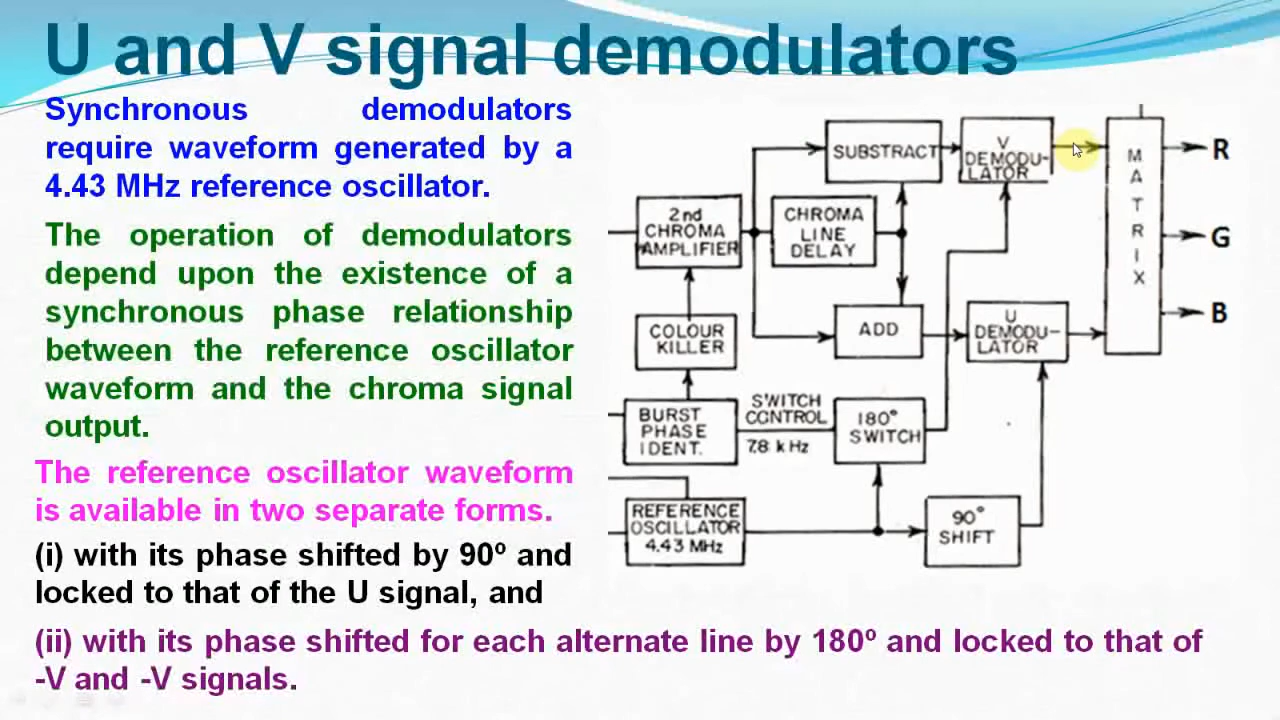 U and V signal demodulators
Synchronous demodulators
require waveform generated by a
4.43 MHz reference oscillator.
The operation of demodulators
depend upon the existence of a
synchronous phase relationship
between the reference oscillator
waveform and the chroma signal
output.
The reference oscillator waveform
is available in two separate forms.
(i) with its phase shifted by 90º and
locked to that of the U signal, and
(ii) with its phase shifted for each alternate line by 180º and locked to that of
-V and -V signals.
SUBSTRACT
V
DEMODU-
LATOR
M
A
T
R
I
X
R
G
B
2nd
CHROMA
AMPLIFIER
CHROMA
LINE
DELAY
COLOUR
KILLER
ADD
U
DEMODU-
LATOR
BURST
PHASE
IDENT.
SWITCH
CONTROL
7.8 kHz
180°
SWITCH
REFERENCE
OSCILLATOR
4.43 MHz
90°
SHIFT